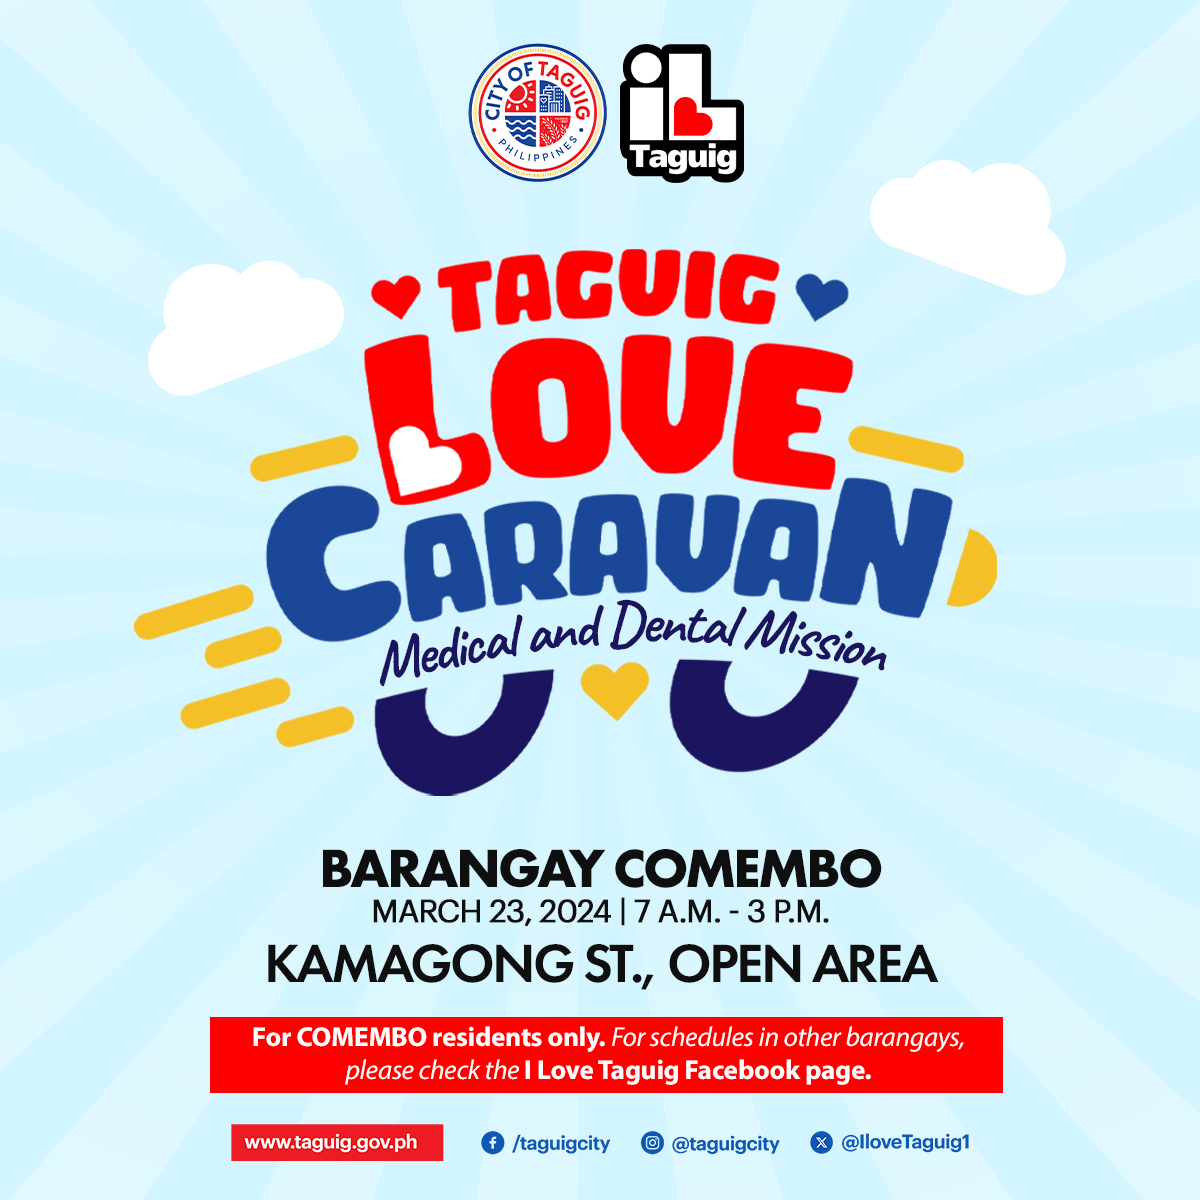 CITY OF TAGUIG
PHILIPPINES
iL
Taguig
TAGUIG
LOVE
CARAVAN
Medical and Dental Mission
BARANGAY COMEMBO
MARCH 23, 2024 | 7 A.M. - 3 P.M.
KAMAGONG ST., OPEN AREA
For COMEMBO residents only. For schedules in other barangays,
please check the I Love Taguig Facebook page.
www.taguig.gov.ph /taguigcity @taguigcity @IloveTaguig1